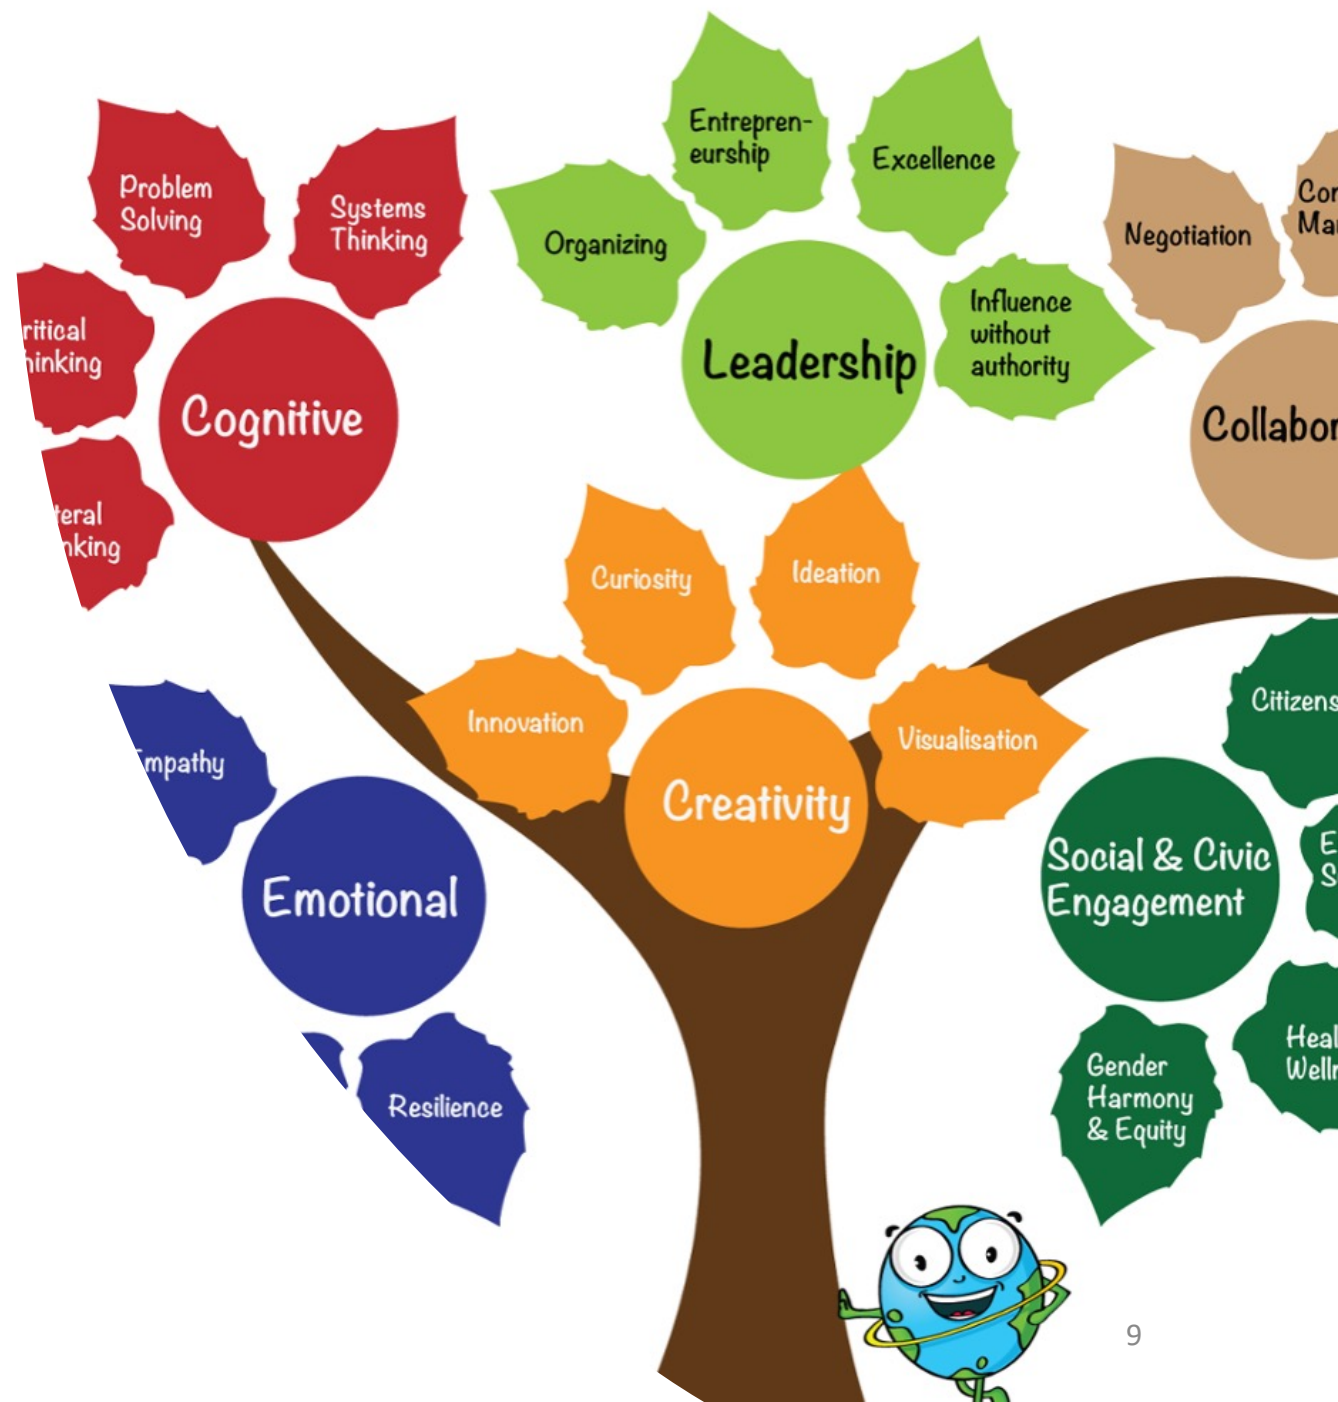 Problem
Solving
Systems
Thinking
Cognitive
Organizing
Entrepren-
eurship
Excellence
Influence
without
authority
Leadership
Negotiation
Curiosity
Ideation
Innovation
Visualisation
Creativity
Emotional
Resilience
Social & Civic
Engagement
Gender
Harmony
& Equity
9